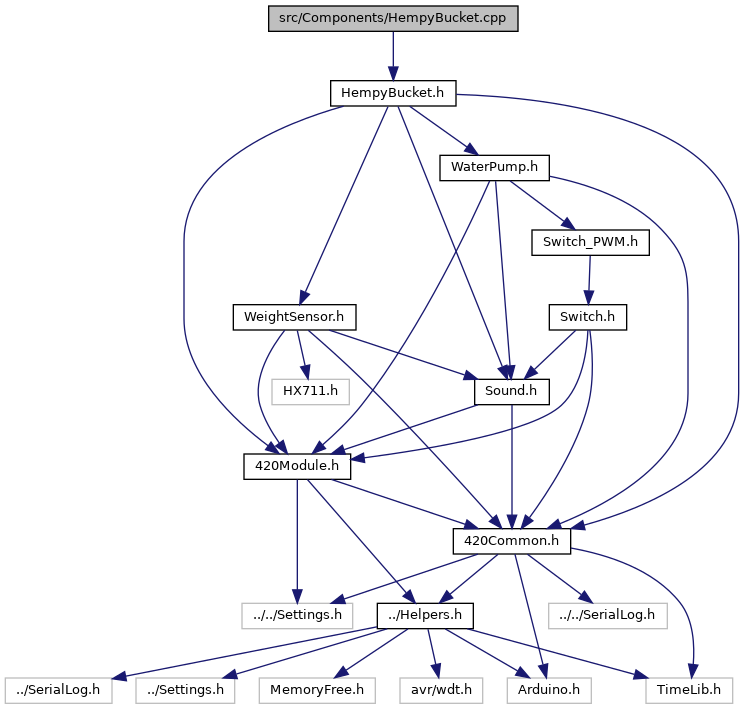 src/Components/HempyBucket.cpp
HempyBucket.h
WaterPump.h
Switch_PWM.h
WeightSensor.h
Switch.h
HX711.h
Sound.h
420Module.h
420Common.h
../../Settings.h
../Helpers.h
../../SerialLog.h
../SerialLog.h
../Settings.h
MemoryFree.h
avr/wdt.h
Arduino.h
TimeLib.h